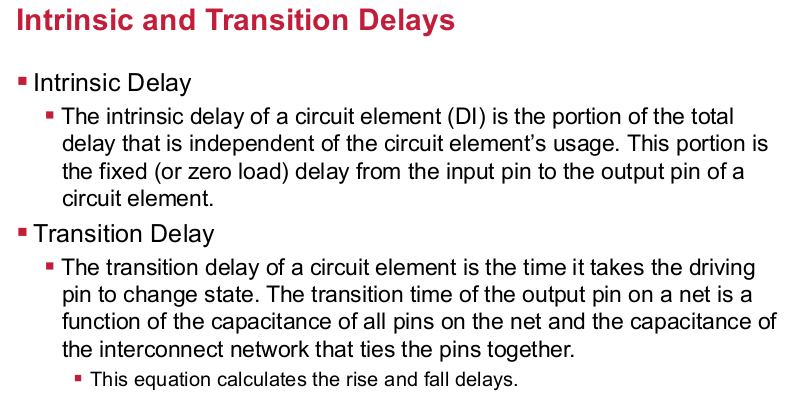 Intrinsic and Transition Delays
▪ Intrinsic Delay
▪ The intrinsic delay of a circuit element (DI) is the portion of the total
delay that is independent of the circuit element's usage. This portion is
the fixed (or zero load) delay from the input pin to the output pin of a
circuit element.
▪ Transition Delay
▪ The transition delay of a circuit element is the time it takes the driving
pin to change state. The transition time of the output pin on a net is a
function of the capacitance of all pins on the net and the capacitance of
the interconnect network that ties the pins together.
▪ This equation calculates the rise and fall delays.